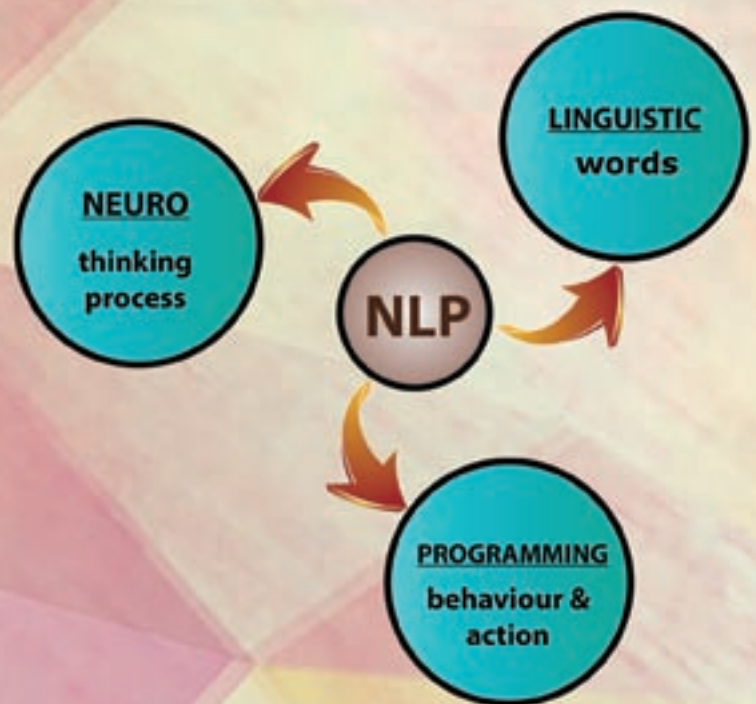 NEURO
thinking
process
NLP
LINGUISTIC
words
PROGRAMMING
behaviour &
action